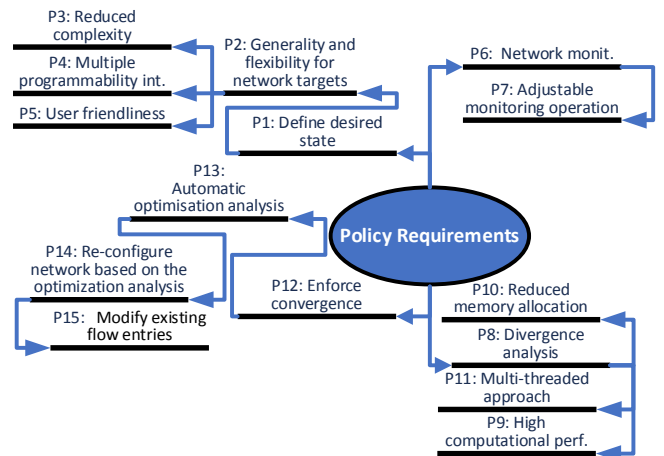 P3: Reduced
complexity
P4: Multiple
programmability int.
P5: User friendliness
P2: Generality and
flexibility for
network targets
P1: Define desired
state
P6: Network monit.
P7: Adjustable
monitoring operation
P13:
Automatic
optimisation analysis
Policy Requirements
P14: Re-configure
network based on the
optimization analysis
P15: Modify existing
flow entries
P12: Enforce
convergence
P10: Reduced
memory allocation
P8: Divergence
analysis
P11: Multi-threaded
approach
P9: High
computational perf.